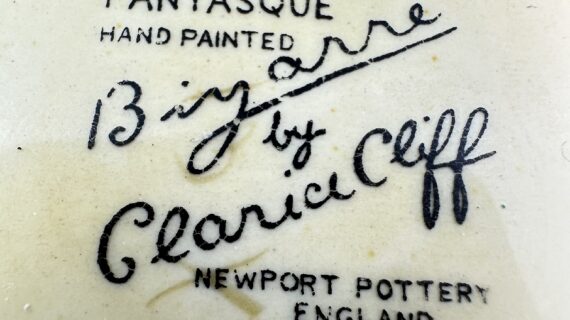 FANTASQUE
HAND PAINTED
Bizarre
by
Clarice Cliff
NEWPORT POTTERY
ENGLAND